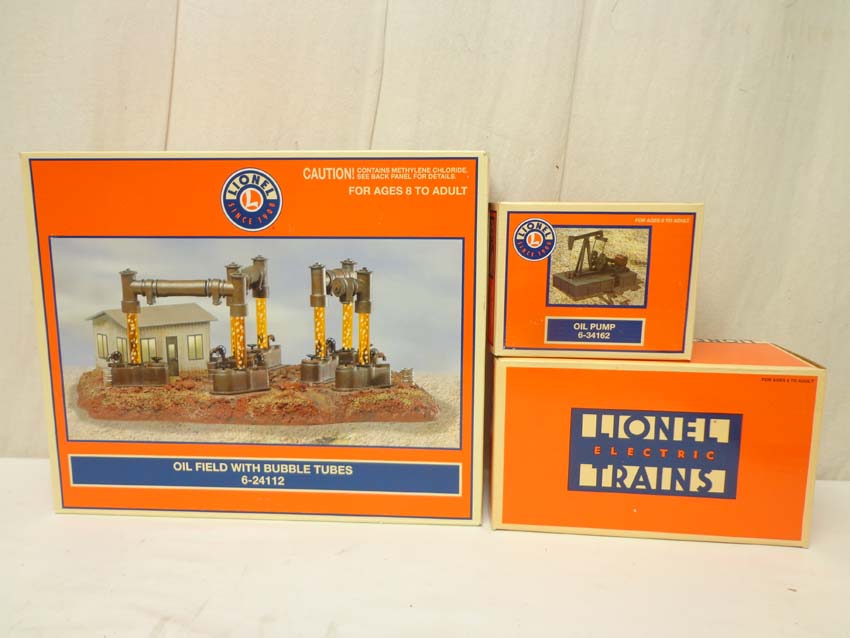 CAUTION! CONTAINS METHYLENE CHLORIDE.
SEE BACK PANEL FOR DETAILS.
FOR AGES 8 TO ADULT
LIONEL
L
SINCE 1900
OIL FIELD WITH BUBBLE TUBES
6-24112
FOR AGES 8 TO ADULT
LIONEL
L
SINCE 1900
OIL PUMP
6-34162
FOR AGES 8 TO ADULT
LIONEL
ELECTRIC
TRAINS